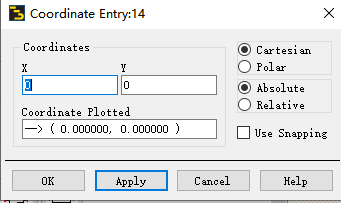 Coordinate Entry:14
Coordinates
X Y
0 0
Coordinate Plotted
—> ( 0.000000, 0.000000 )
Cartesian
Polar
Absolute
Relative
Use Snapping
OK Apply Cancel Help